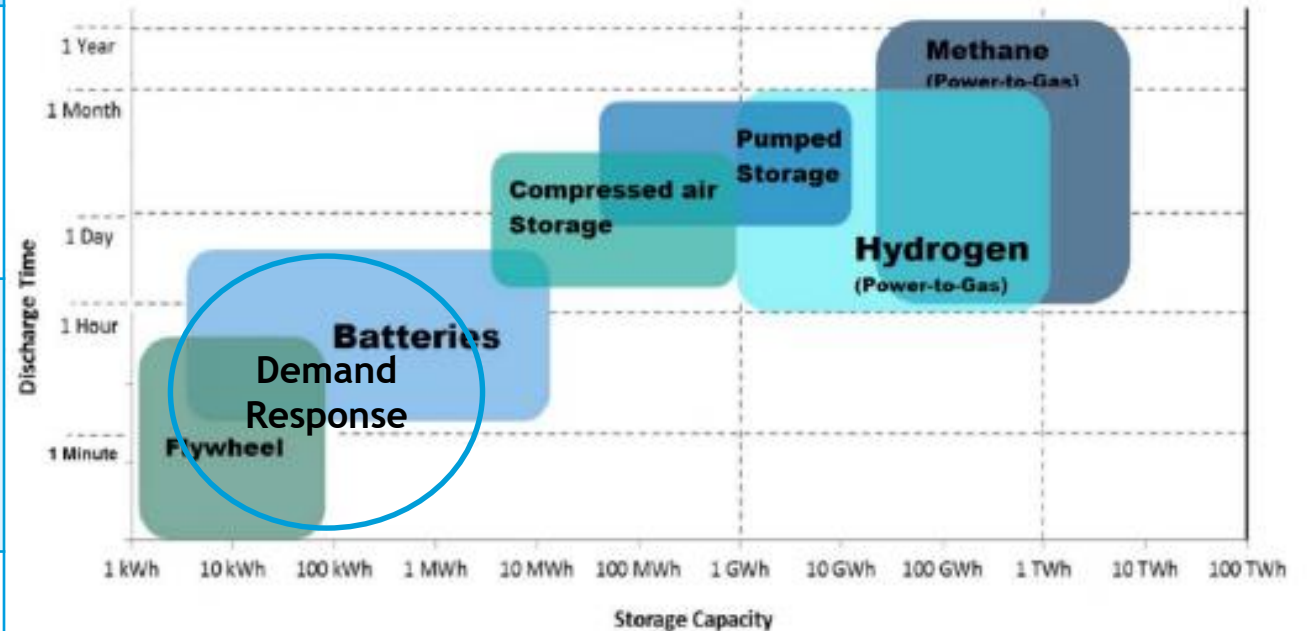 1 Year
1 Month
1 Day
1 Hour
1 Minute
Discharge Time
Methane
(Power-to-Gas)
Pumped
Storage
Compressed air
Storage
Hydrogen
(Power-to-Gas)
Batteries
Demand
Response
Flywheel
1 kWh 10 kWh 100 kWh 1 MWh 10 MWh 100 MWh 1 GWh 10 GWh 100 GWh 1 TWh 10 TWh 100 TWh
Storage Capacity